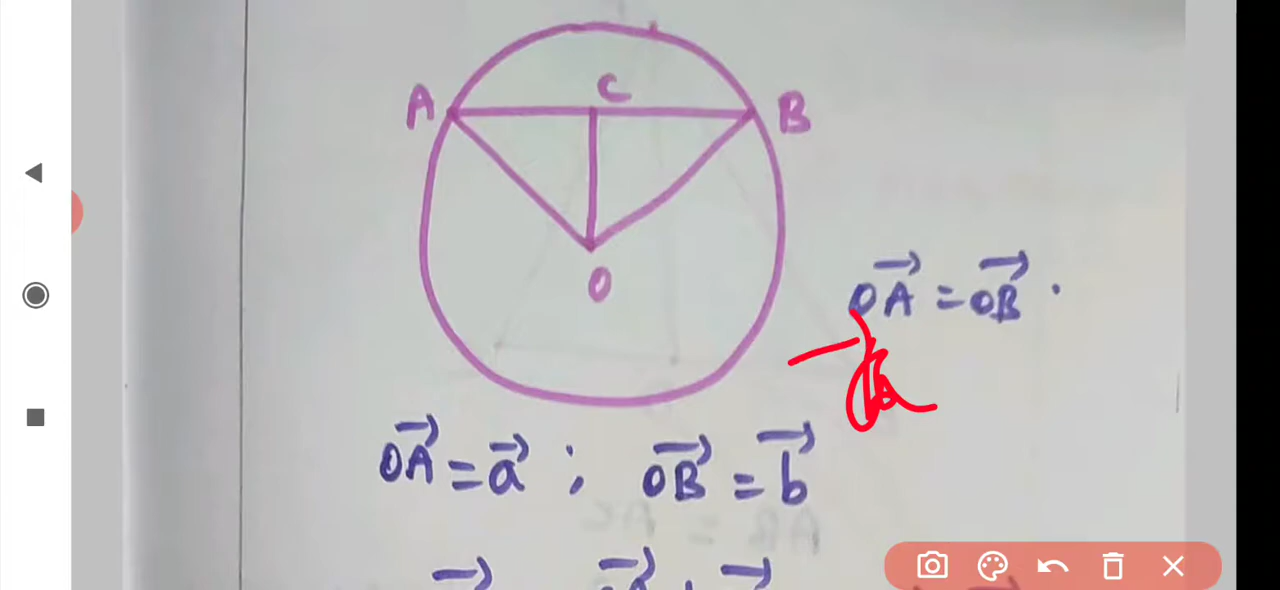 C
A B
O
OA⃗ = OB⃗ .
a⃗
OA⃗ = a⃗ ; OB⃗ = b⃗